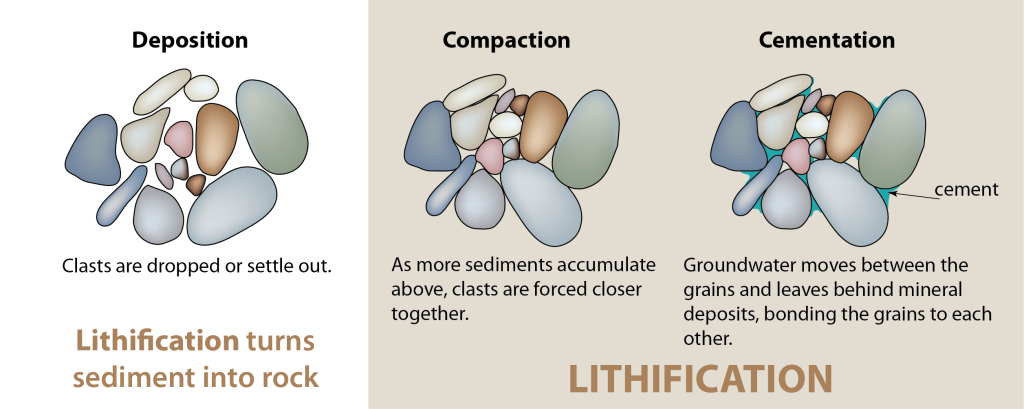 Deposition
Clasts are dropped or settle out.
Lithification turns
sediment into rock
Compaction
As more sediments accumulate
above, clasts are forced closer
together.
Cementation
cement
Groundwater moves between the
grains and leaves behind mineral
deposits, bonding the grains to each
other.
LITHIFICATION